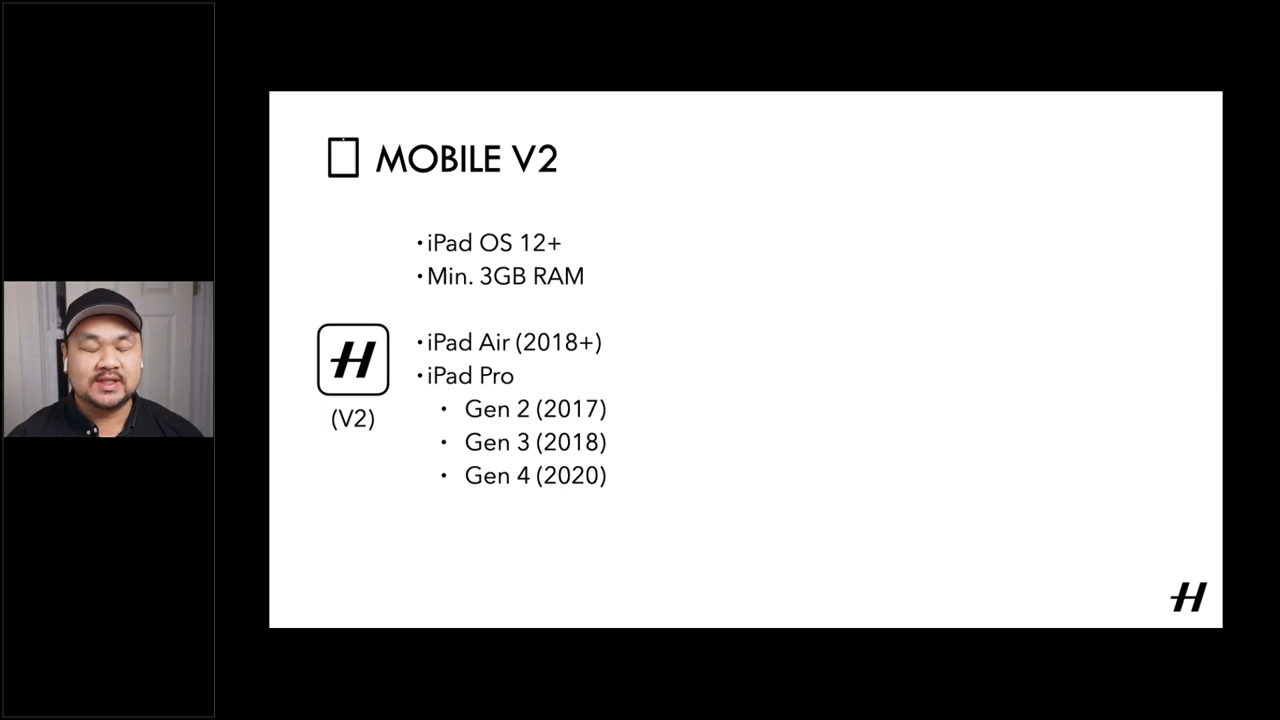 MOBILE V2
•iPad OS 12+
•Min. 3GB RAM
•iPad Air (2018+)
•iPad Pro
• Gen 2 (2017)
• Gen 3 (2018)
• Gen 4 (2020)
H
(V2)
H